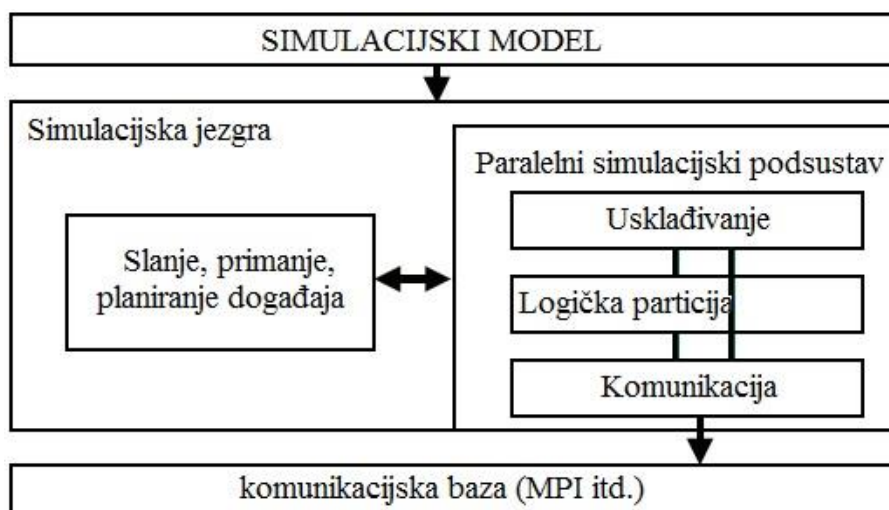 SIMULACIJSKI MODEL
Simulacijska jezgra
Paralelni simulacijski podsustav
Usklađivanje
Slanje, primanje,
planiranje događaja
Logička particija
Komunikacija
komunikacijska baza (MPI itd.)